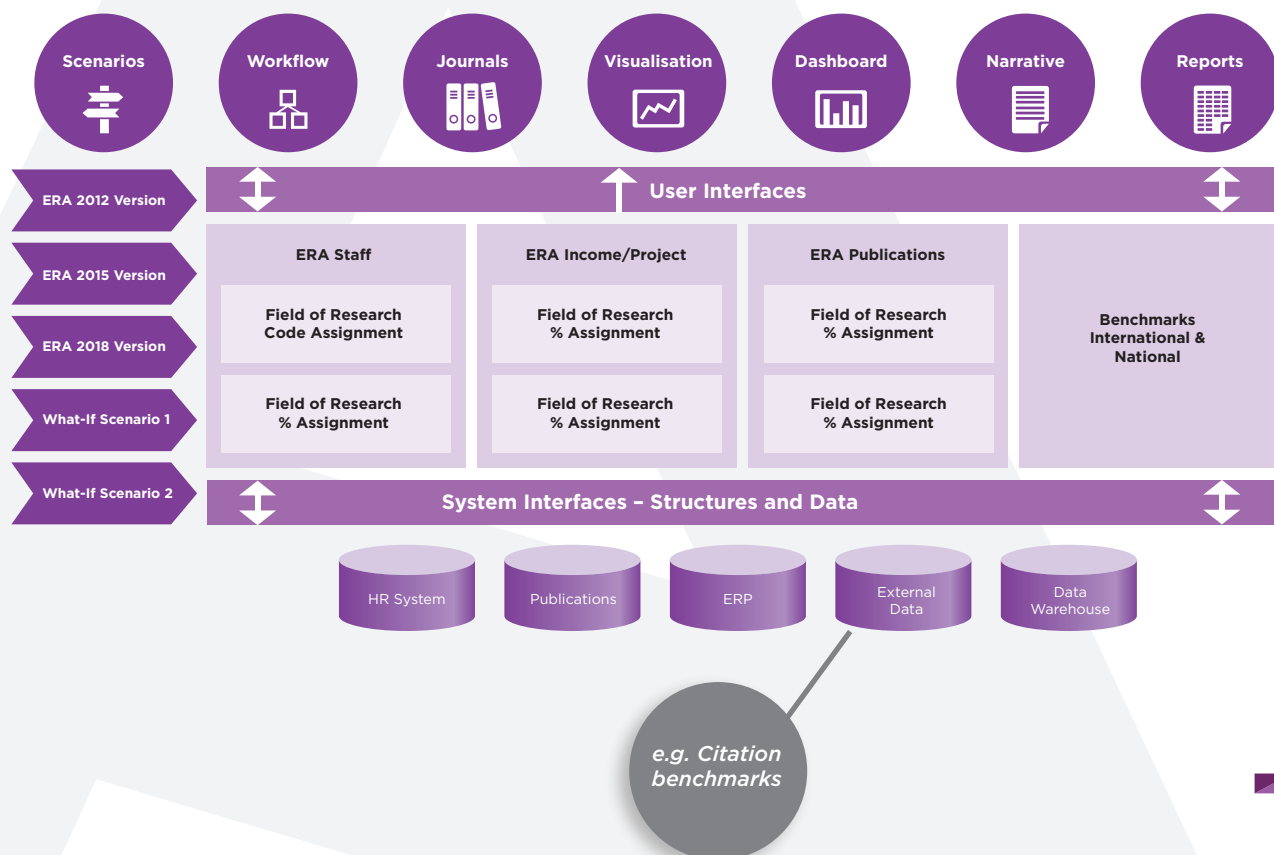 Scenarios
Workflow
Journals
Visualisation
Dashboard
Narrative
Reports
ERA 2012 Version
ERA 2015 Version
ERA 2018 Version
What-If Scenario 1
What-If Scenario 2
User Interfaces
ERA Staff
Field of Research
Code Assignment
Field of Research
% Assignment
ERA Income/Project
Field of Research
% Assignment
Field of Research
% Assignment
ERA Publications
Field of Research
% Assignment
Field of Research
% Assignment
Benchmarks
International &
National
System Interfaces – Structures and Data
HR System
Publications
ERP
External
Data
Data
Warehouse
e.g. Citation
benchmarks